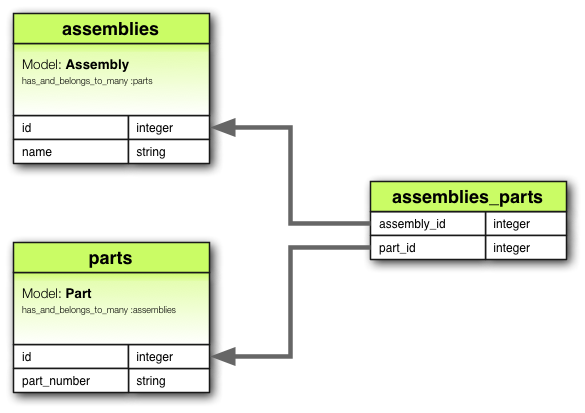 assemblies
Model: Assembly
has_and_belongs_to_many :parts
id integer
name string
assemblies_parts
assembly_id integer
part_id integer
parts
Model: Part
has_and_belongs_to_many :assemblies
id integer
part_number string